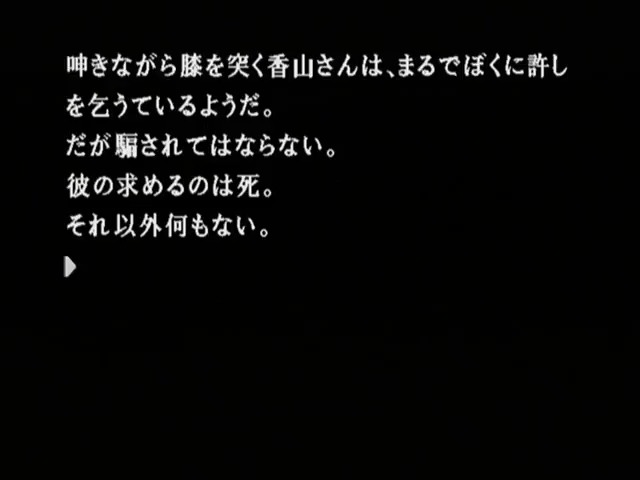 呻きながら膝を突く香山さんは、まるでぼくに許し
を乞うているようだ。
だが騙されてはならない。
彼の求めるのは死。
それ以外何もない。